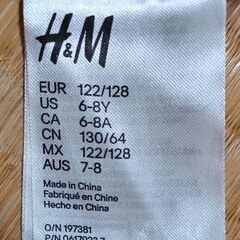 H&M
EUR 122/128
US 6-8Y
CA 6-8A
CN 130/64
MX 122/128
AUS 7-8
Made in China
Fabriqué en Chine
Hecho en China
O/N 197381
P/N